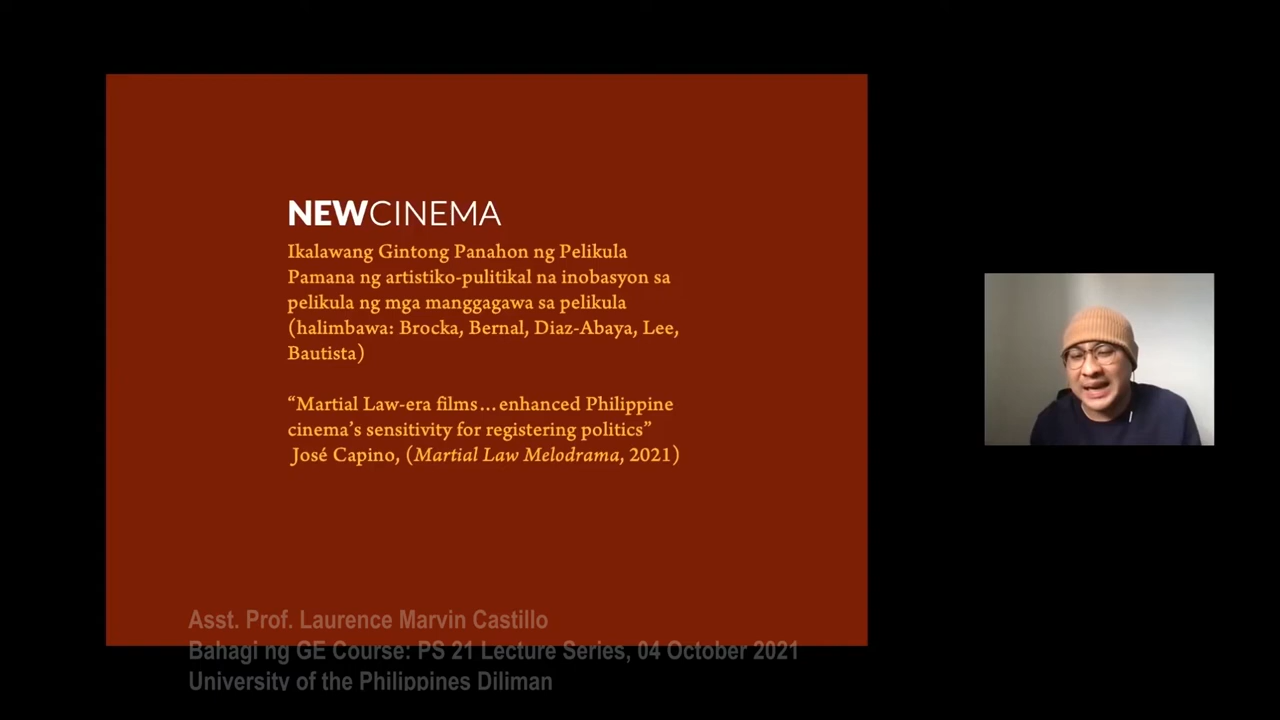 NEWCINEMA
Ikalawang Gintong Panahon ng Pelikula
Pamana ng artistiko-pulitikal na inobasyon sa
pelikula ng mga manggagawa sa pelikula
(halimbawa: Brocka, Bernal, Diaz-Abaya, Lee,
Bautista)
“Martial Law-era films...enhanced Philippine
cinema’s sensitivity for registering politics”
José Capino, (Martial Law Melodrama, 2021)
Asst. Prof. Laurence Marvin Castillo
Bahagi ng GE Course: PS 21 Lecture Series, 04 October 2021
University of the Philippines Diliman